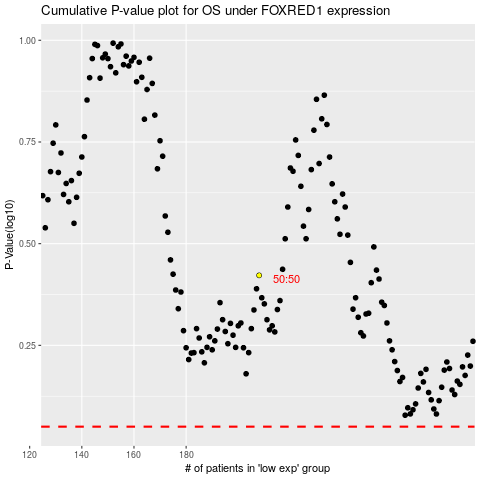 Cumulative P-value plot for OS under FOXRED1 expression
P-Value(log10)
1.00
0.75
0.50
0.25
50:50
120 140 160 180
# of patients in 'low exp' group